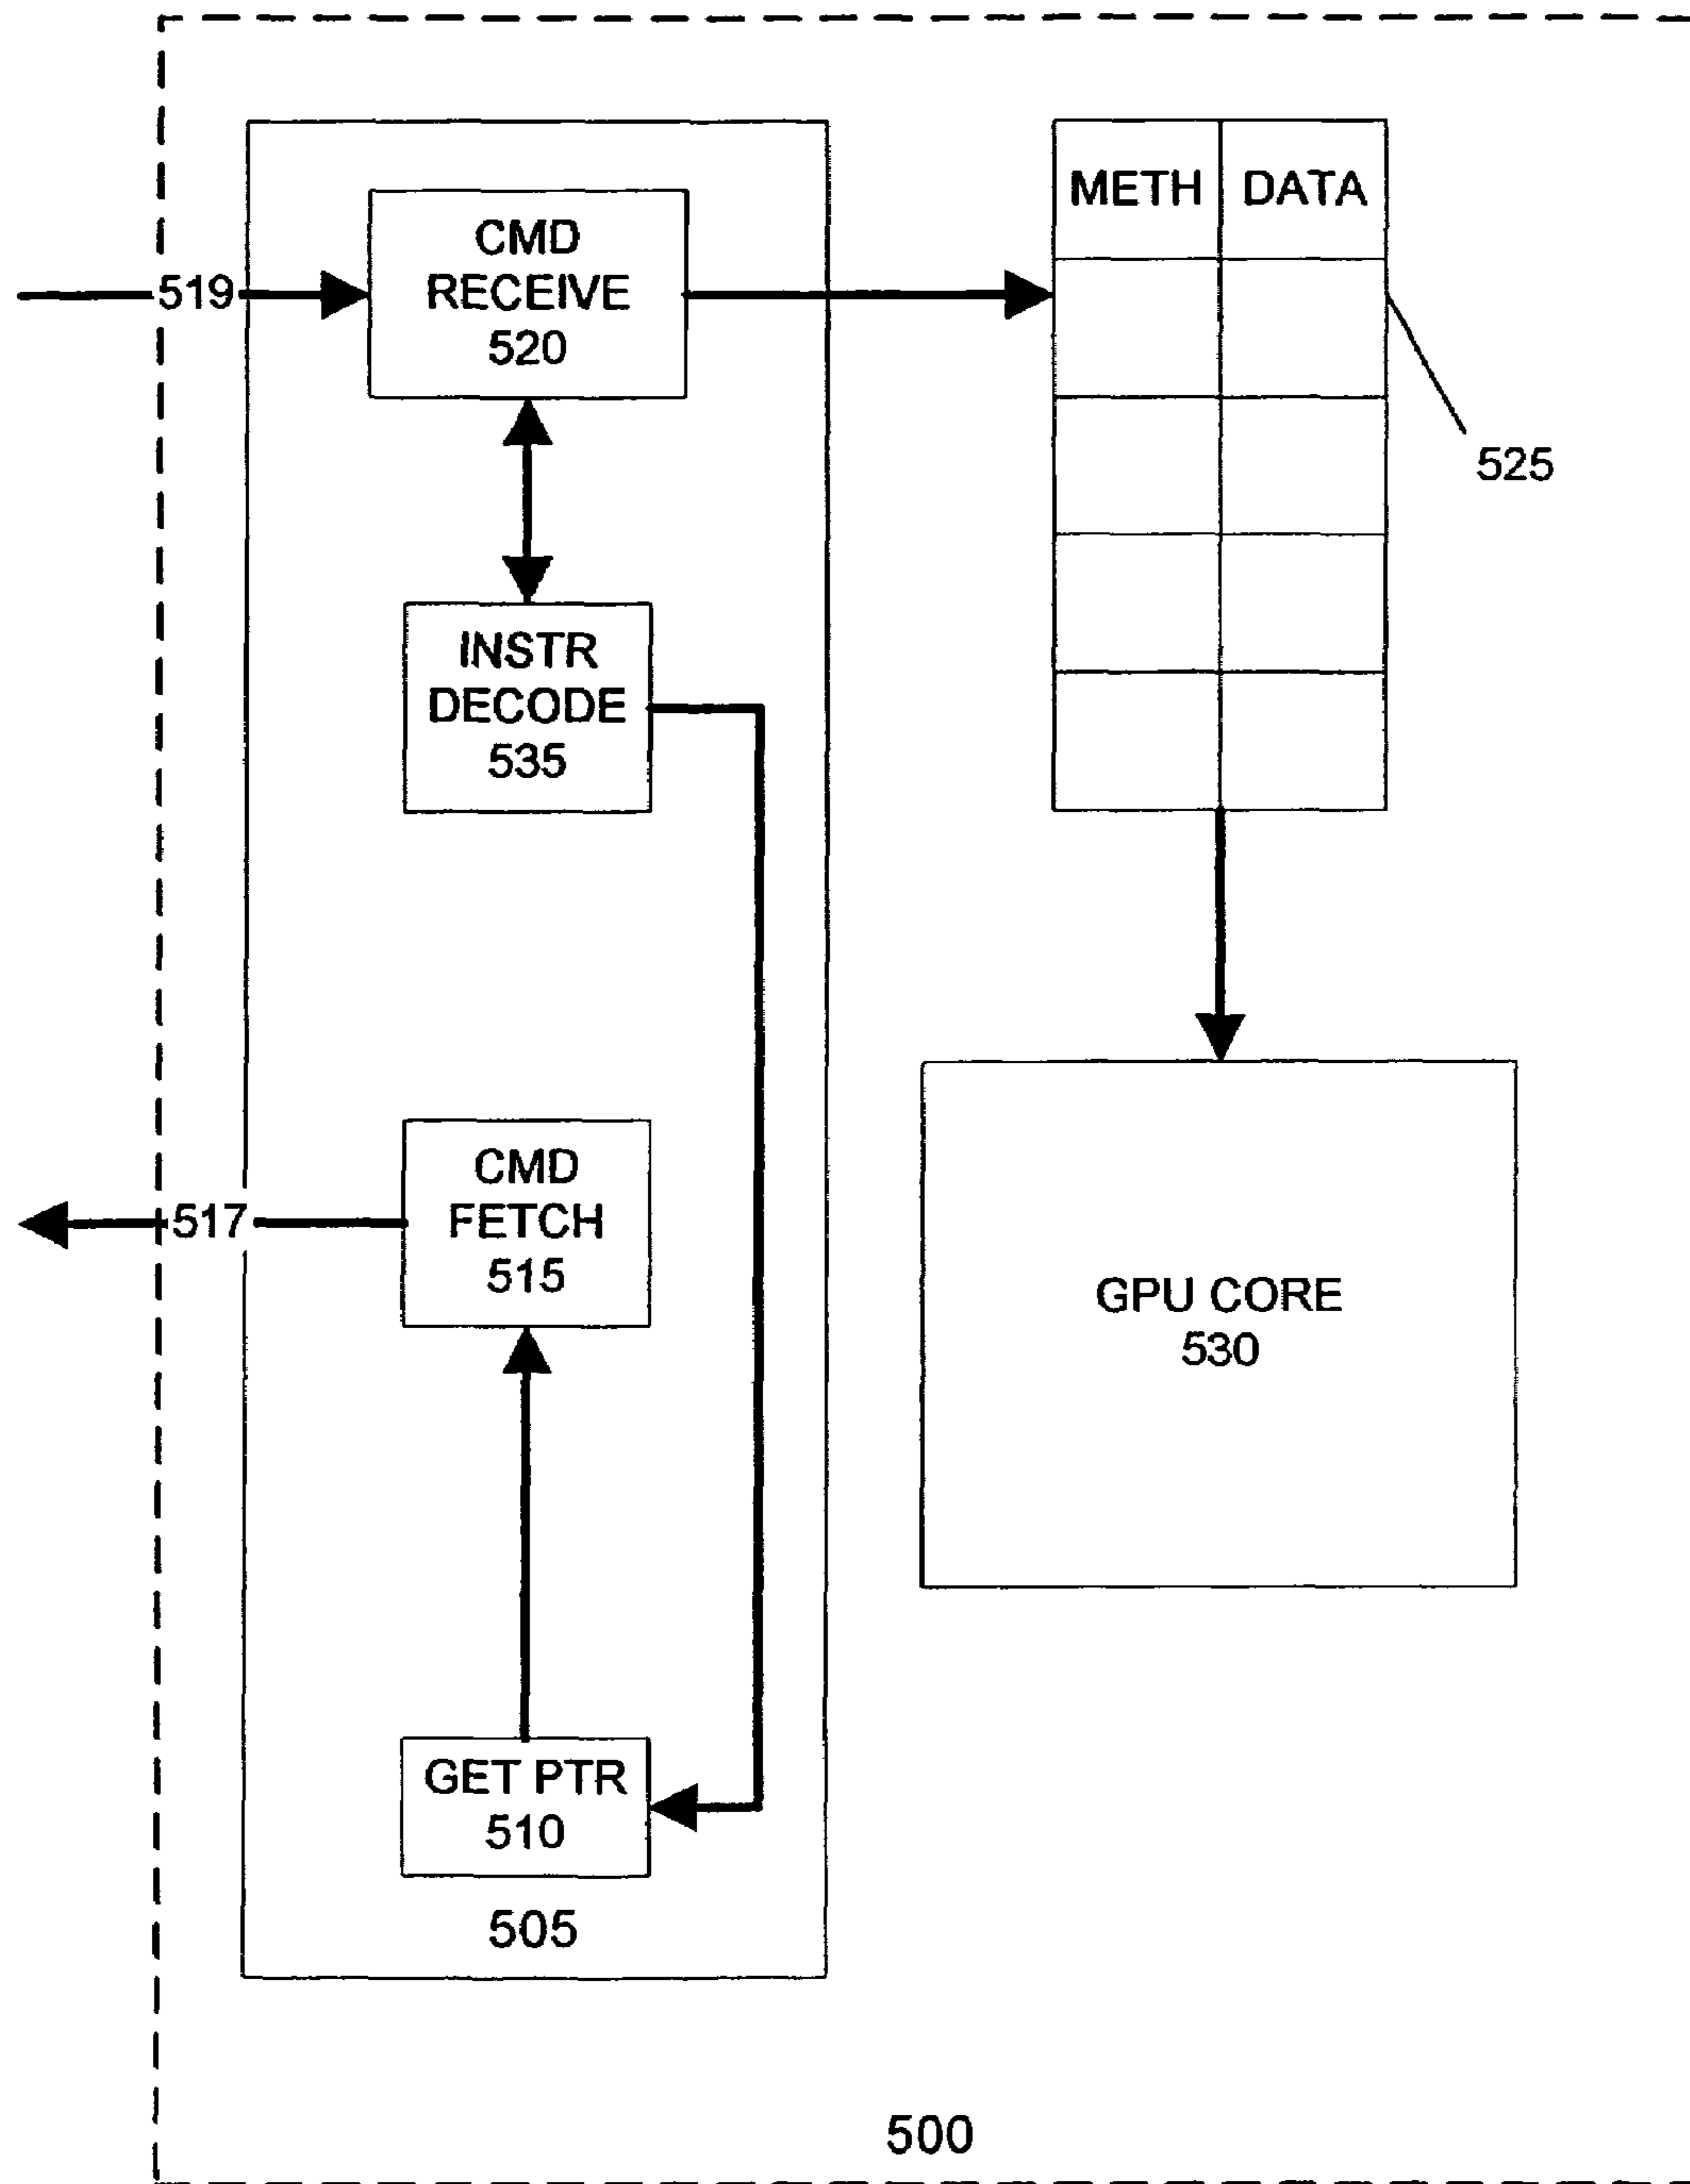 CMD
RECEIVE
520
519
METH DATA
525
INSTR
DECODE
535
CMD
FETCH
515
517
GPU CORE
530
GET PTR
510
505
500